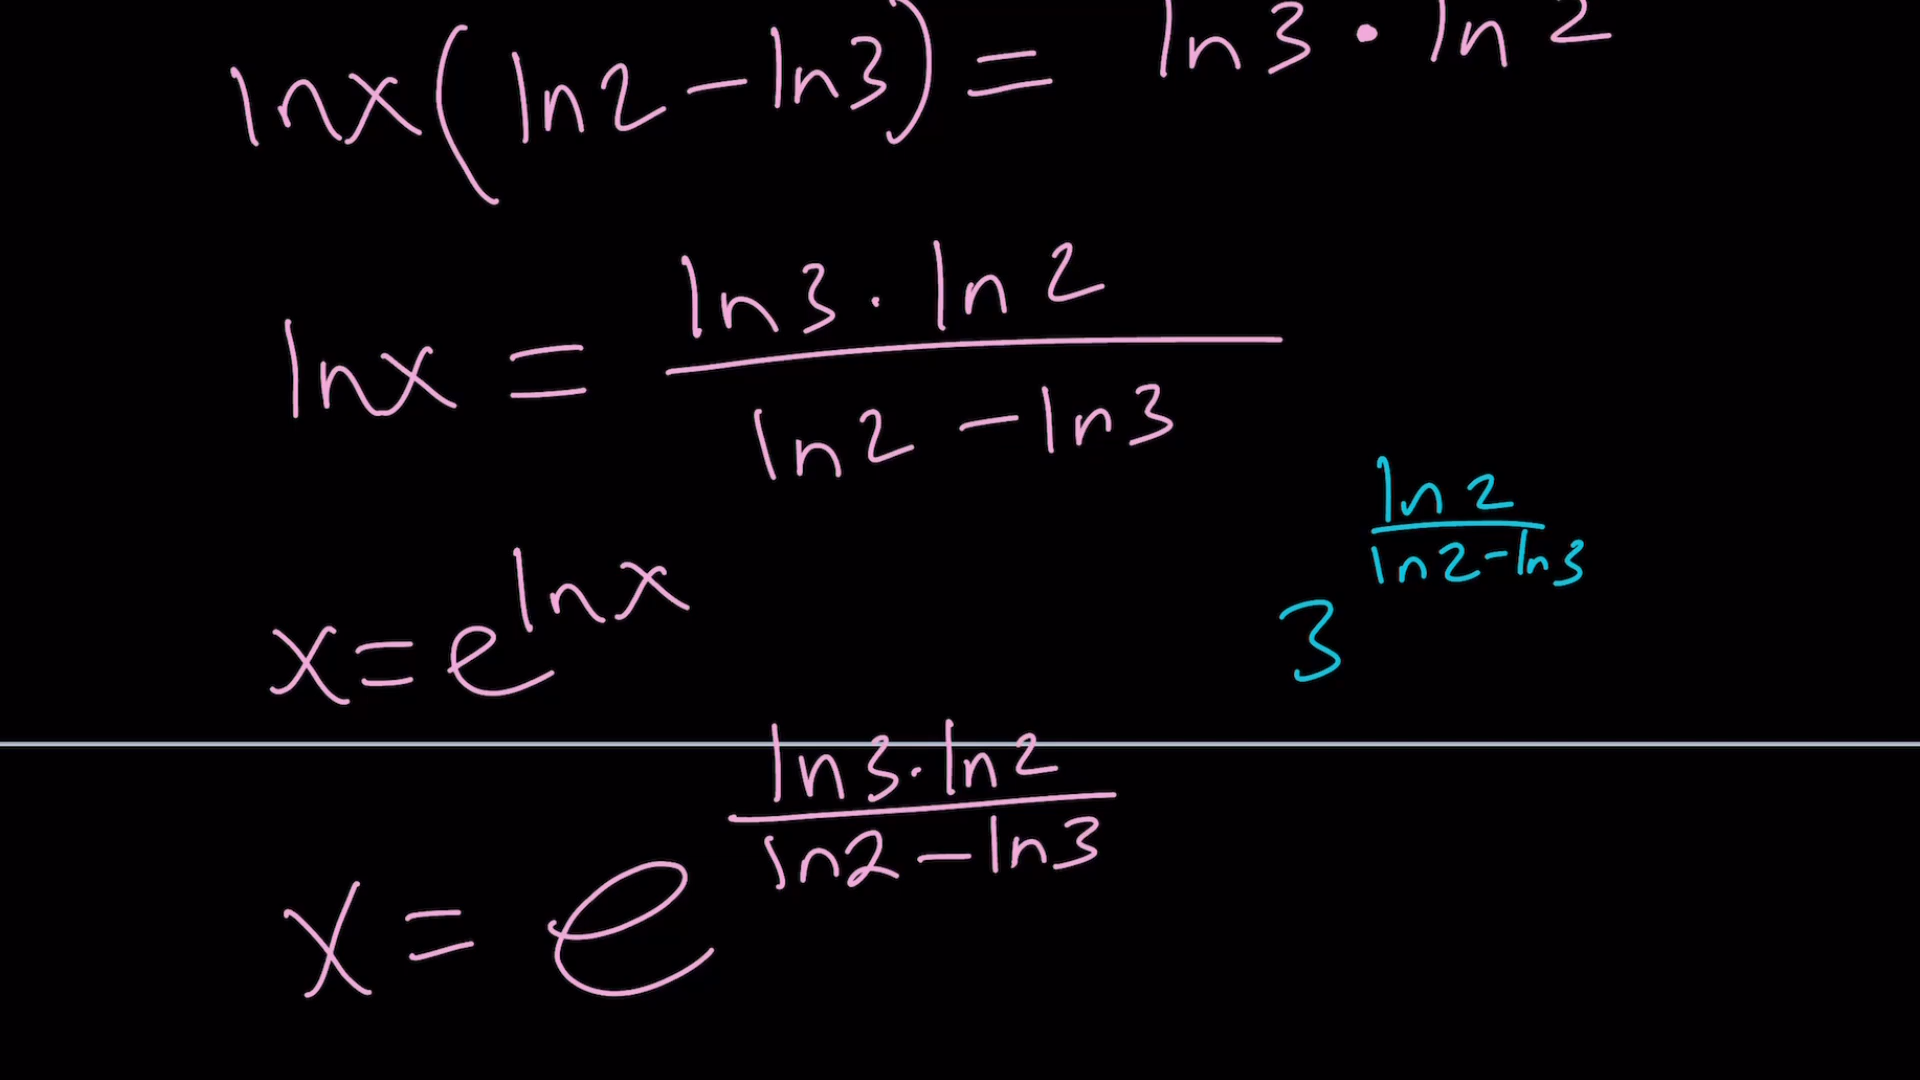 lnx(ln2-ln3) = ln3·ln2
lnx = ln3·ln2 / ln2-ln3
3^(ln2 / ln2-ln3)
x=e^lnx
x = e^(ln3·ln2 / ln2-ln3)